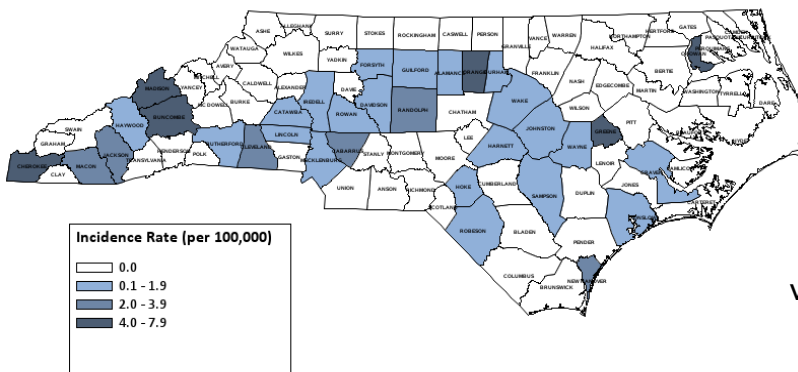 ASHE
ALLEGHANY
SURRY
STOKES
ROCKINGHAM
CASWELL
PERSON
GRANVILLE
VANCE
WARREN
NORTHAMPTON
HERTFORD
GATES
WATAUGA
WILKES
YADKIN
FORSYTH
GUILFORD
ALAMANCE
ORANGE
FRANKLIN
HALIFAX
BERTIE
MITCHELL
AVERY
CALDWELL
ALEXANDER
DAVIE
NASH
EDGECOMBE
MARTIN
WASHINGTON
TYRRELL
DARE
MADISON
YANCEY
BURKE
IREDELL
DAVIDSON
RANDOLPH
CHATHAM
WAKE
WILSON
PITT
BUNCOMBE
MCDOWELL
CATAWBA
ROWAN
JOHNSTON
GREENE
SWAIN
HAYWOOD
RUTHERFORD
LINCOLN
CABARRUS
LEE
HARNETT
WAYNE
LENOIR
CRAVEN
PAMLICO
GRAHAM
JACKSON
HENDERSON
POLK
CLEVELAND
GASTON
MECKLENBURG
STANLY
MONTGOMERY
MOORE
CHEROKEE
MACON
TRANSYLVANIA
CLAY
UNION
ANSON
RICHMOND
HOKE
CUMBERLAND
SAMPSON
DUPLIN
JONES
CARTERET
SCOTLAND
ROBESON
BLADEN
PENDER
ONSLOW
COLUMBUS
BRUNSWICK
NEW HANOVER
Incidence Rate (per 100,000)
0.0
0.1 - 1.9
2.0 - 3.9
4.0 - 7.9
V